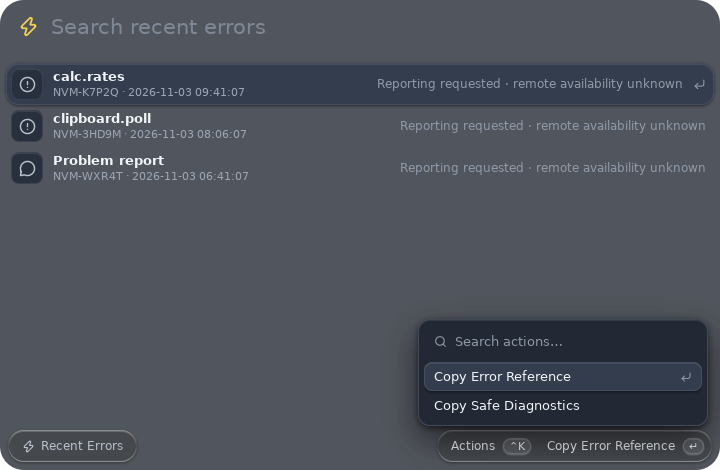 Search recent errors
calc.rates
NVM-K7P2Q · 2026-11-03 09:41:07
Reporting requested · remote availability unknown
clipboard.poll
NVM-3HD9M · 2026-11-03 08:06:07
Reporting requested · remote availability unknown
Problem report
NVM-WXR4T · 2026-11-03 06:41:07
Reporting requested · remote availability unknown
Search actions...
Copy Error Reference
Copy Safe Diagnostics
Recent Errors
Actions ^K Copy Error Reference ↵